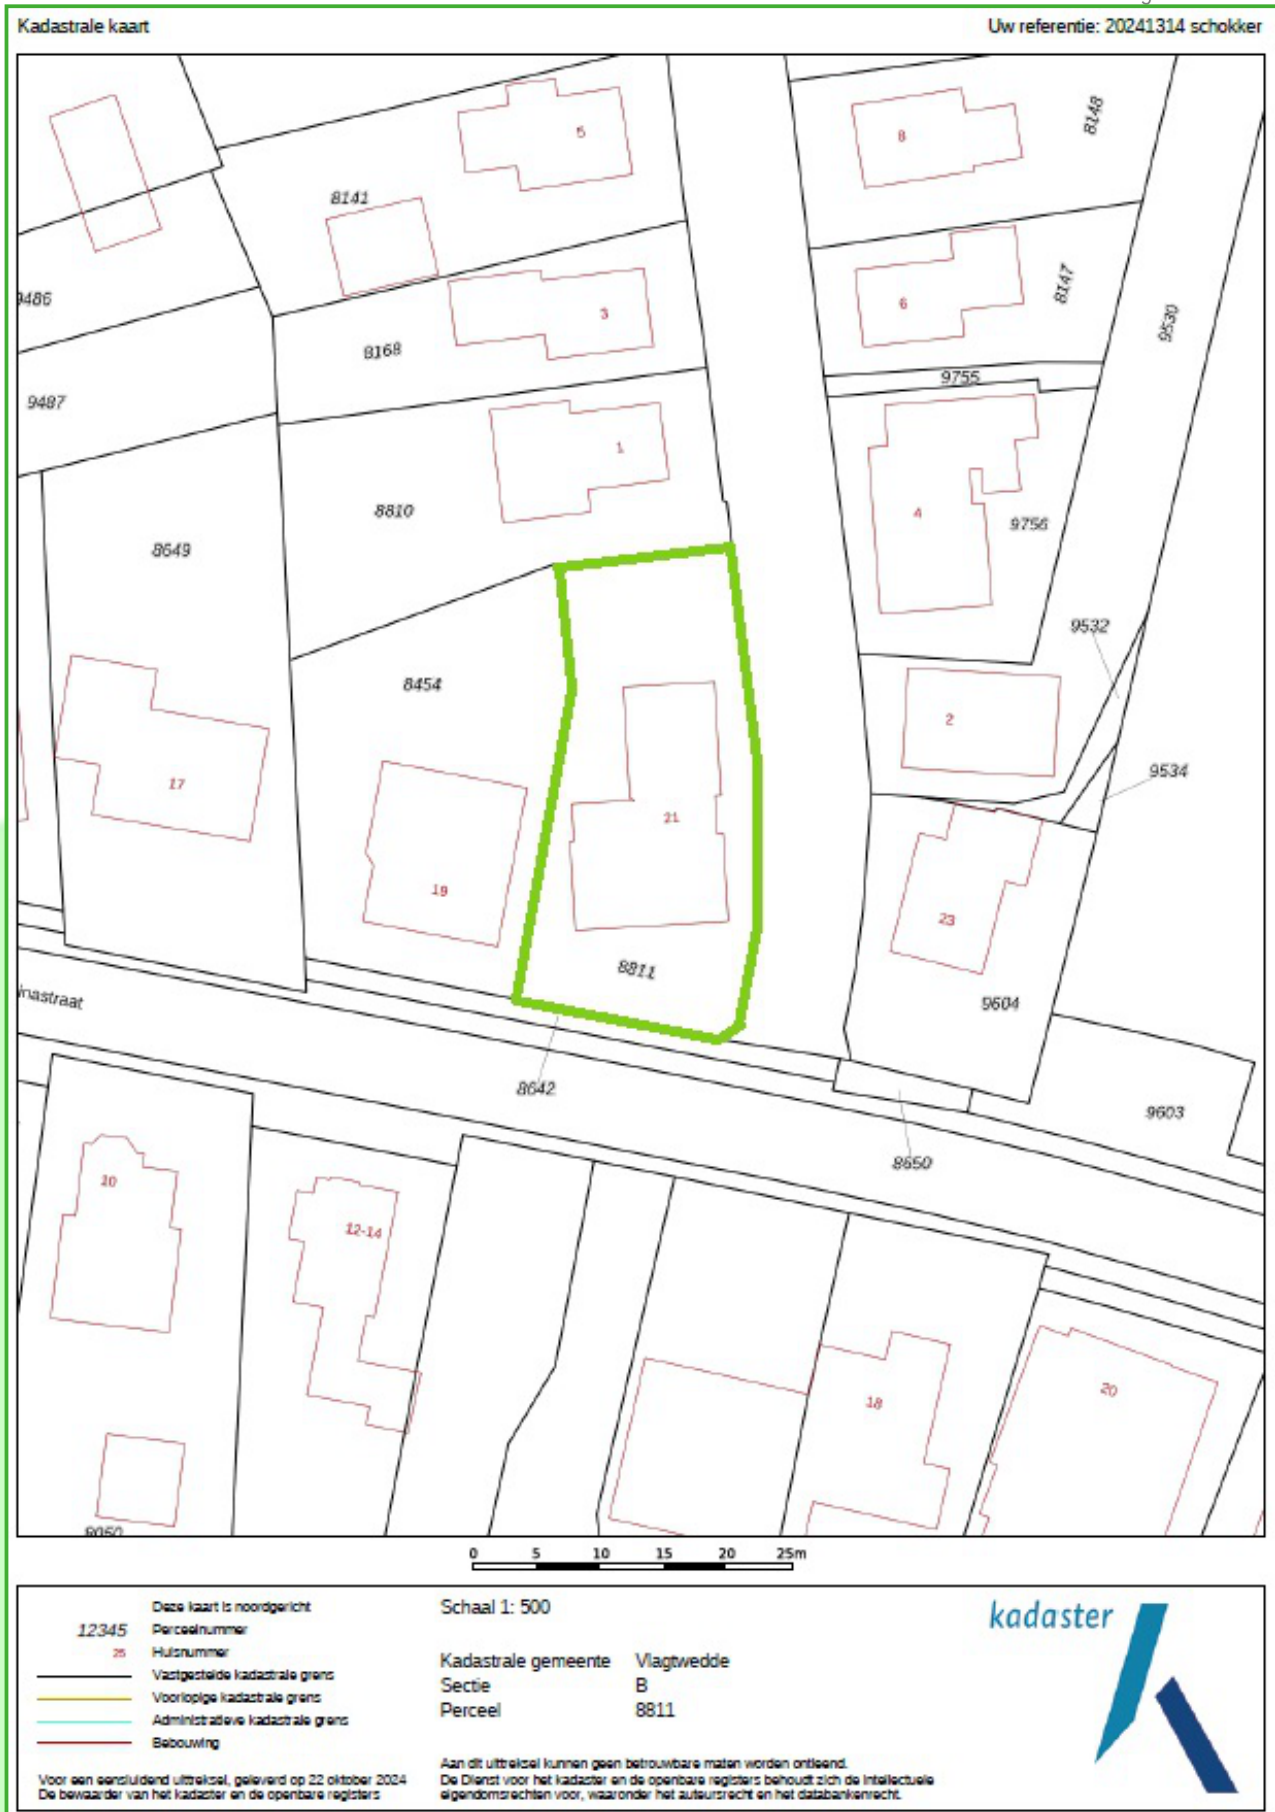 Kadastrale kaart
Uw referentie: 20241314 schokker
5
8
8148
8141
9486
3
6
8147
9530
8168
9755
9487
1
8810
4
9756
8649
9532
8454
2
9534
17
21
19
23
8811
9604
inastraat
8642
9603
8650
10
12-14
18
20
8050
0 5 10 15 20 25m
Deze kaart is noordgericht
12345 Perceelnummer
25 Huisnummer
Vastgestelde kadastrale grens
Voorlopige kadastrale grens
Administratieve kadastrale grens
Bebouwing
Voor een eensluidend uittreksel, geleverd op 22 oktober 2024
De bewaarder van het kadaster en de openbare registers
Schaal 1: 500
Kadastrale gemeente Vlagtwedde
Sectie B
Perceel 8811
Aan dit uittreksel kunnen geen betrouwbare maten worden ontleend.
De Dienst voor het kadaster en de openbare registers behoudt zich de intellectuele
eigendomsrechten voor, waaronder het auteursrecht en het databankenrecht.
kadaster